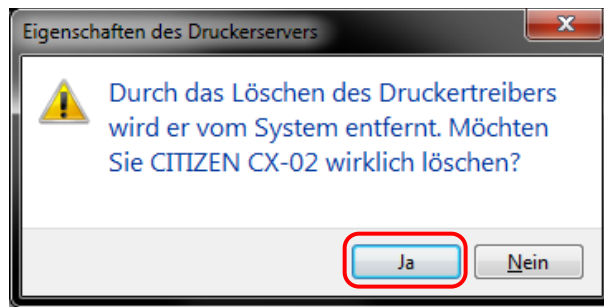 Eigenschaften des Druckerservers
Durch das Löschen des Druckertreibers
wird er vom System entfernt. Möchten
Sie CITIZEN CX-02 wirklich löschen?
Ja
Nein